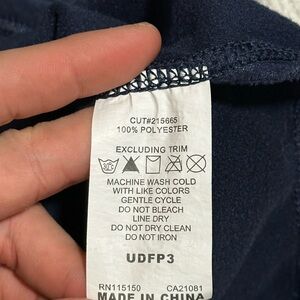 CUT#215665
100% POLYESTER
EXCLUDING TRIM
MACHINE WASH COLD
WITH LIKE COLORS
GENTLE CYCLE
DO NOT BLEACH
LINE DRY
DO NOT DRY CLEAN
DO NOT IRON
UDFP3
RN115150 CA21081
MADE IN CHINA